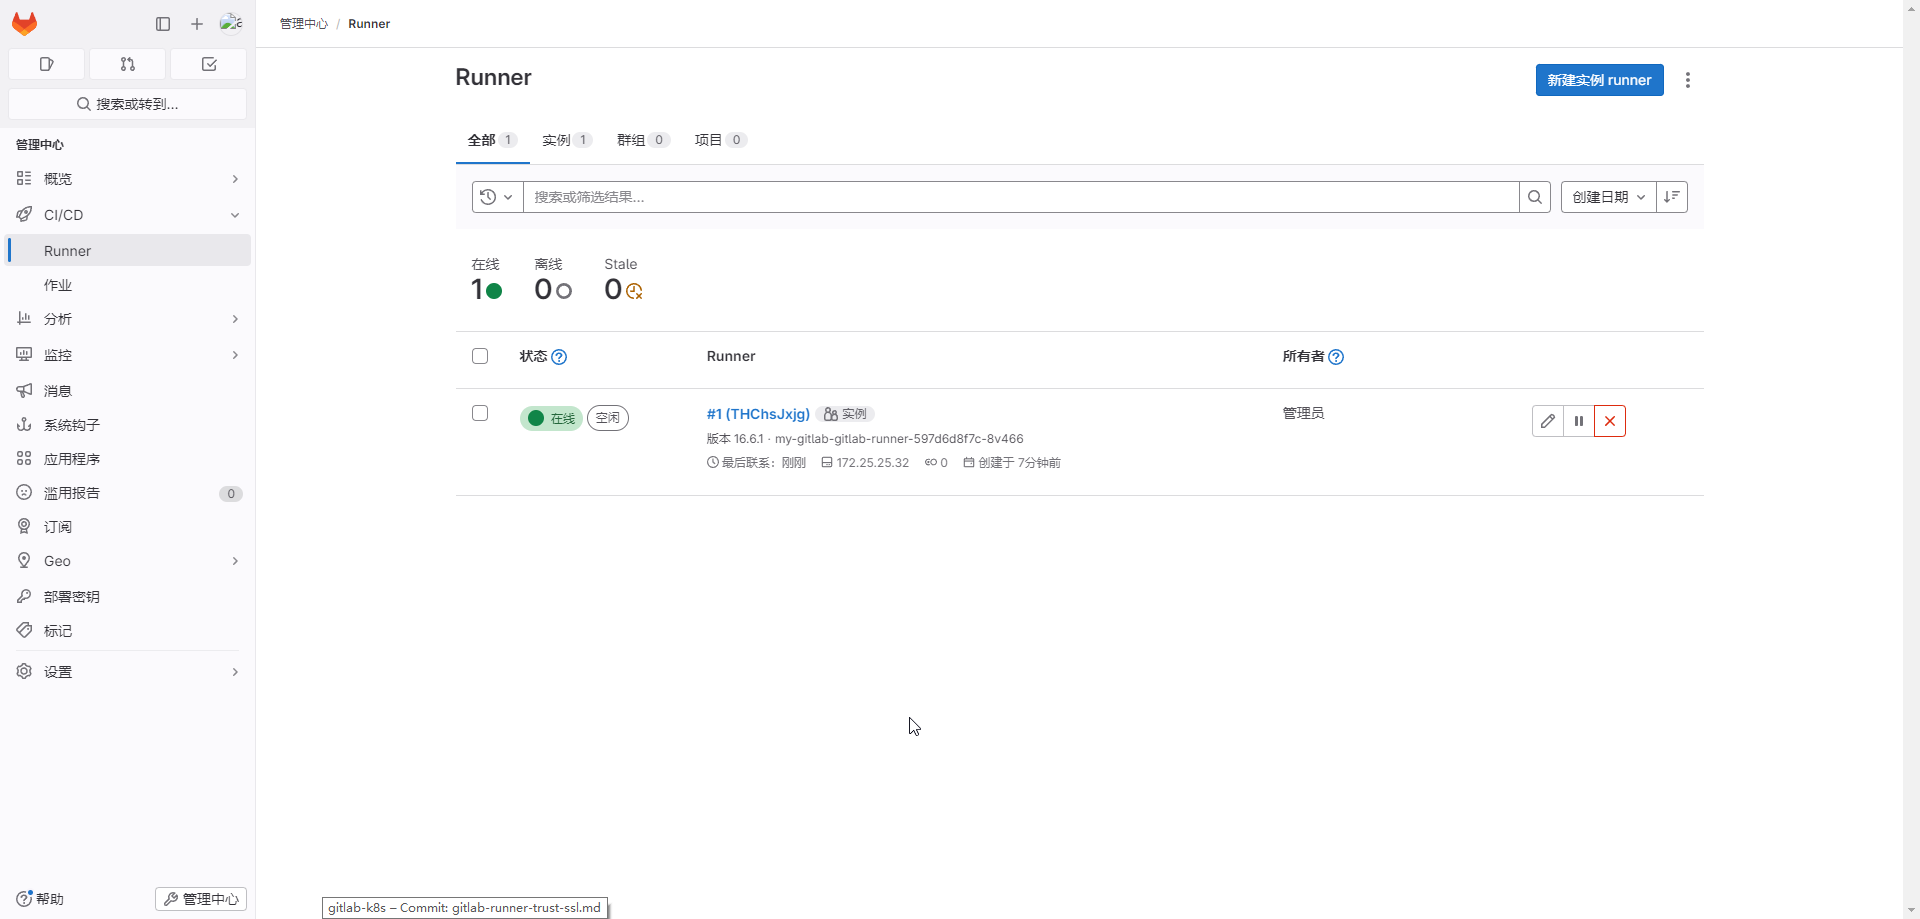 管理中心 / Runner
搜索或转到...
管理中心
概览
CI/CD
Runner
作业
分析
监控
消息
系统钩子
应用程序
滥用报告 0
订阅
Geo
部署密钥
标记
设置
帮助
管理中心
Runner
新建实例 runner
全部 1 实例 1 群组 0 项目 0
搜索或筛选结果...
创建日期
在线 离线 Stale
1 0 0
状态 Runner 所有者
在线 空闲 #1 (THChsJxjg) 实例 管理员
版本 16.6.1 · my-gitlab-gitlab-runner-597d6d8f7c-8v466
最后联系：刚刚 172.25.25.32 0 创建于 7分钟前
gitlab-k8s – Commit: gitlab-runner-trust-ssl.md